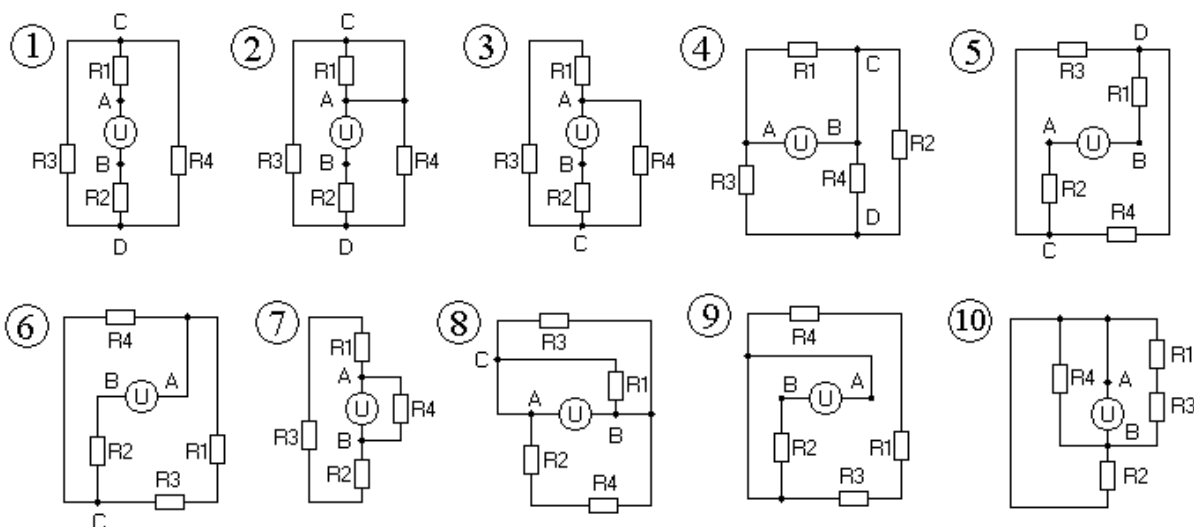 1 C R1 A U B R3 R4 R2 D
2 C R1 A U B R3 R4 R2 D
3 R1 A U B R3 R4 R2 C
4 R1 C A U B R2 R3 R4 D
5 D R3 R1 A U B R2 R4 C
6 R4 B U A R2 R1 R3 C
7 R1 A U R4 B R3 R2
8 R3 C R1 A U B R2 R4
9 R4 B U A R2 R1 R3
10 R1 R4 A U R3 B R2